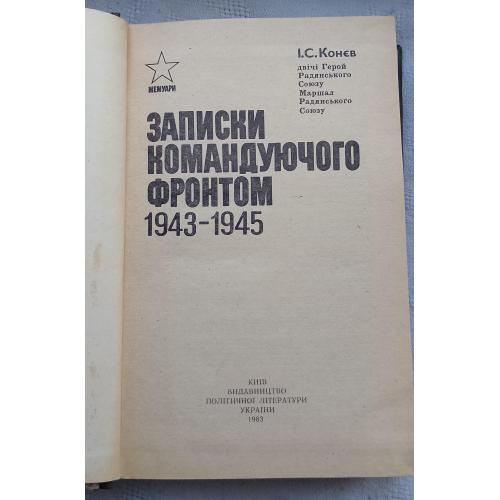 МЕМУАРИ
І.С.Конєв
двічі Герой
Радянського
Союзу
Маршал
Радянського
Союзу
ЗАПИСКИ
КОМАНДУЮЧОГО
ФРОНТОМ
1943-1945
КИЇВ
ВИДАВНИЦТВО
ПОЛІТИЧНОЇ ЛІТЕРАТУРИ
УКРАЇНИ
1983